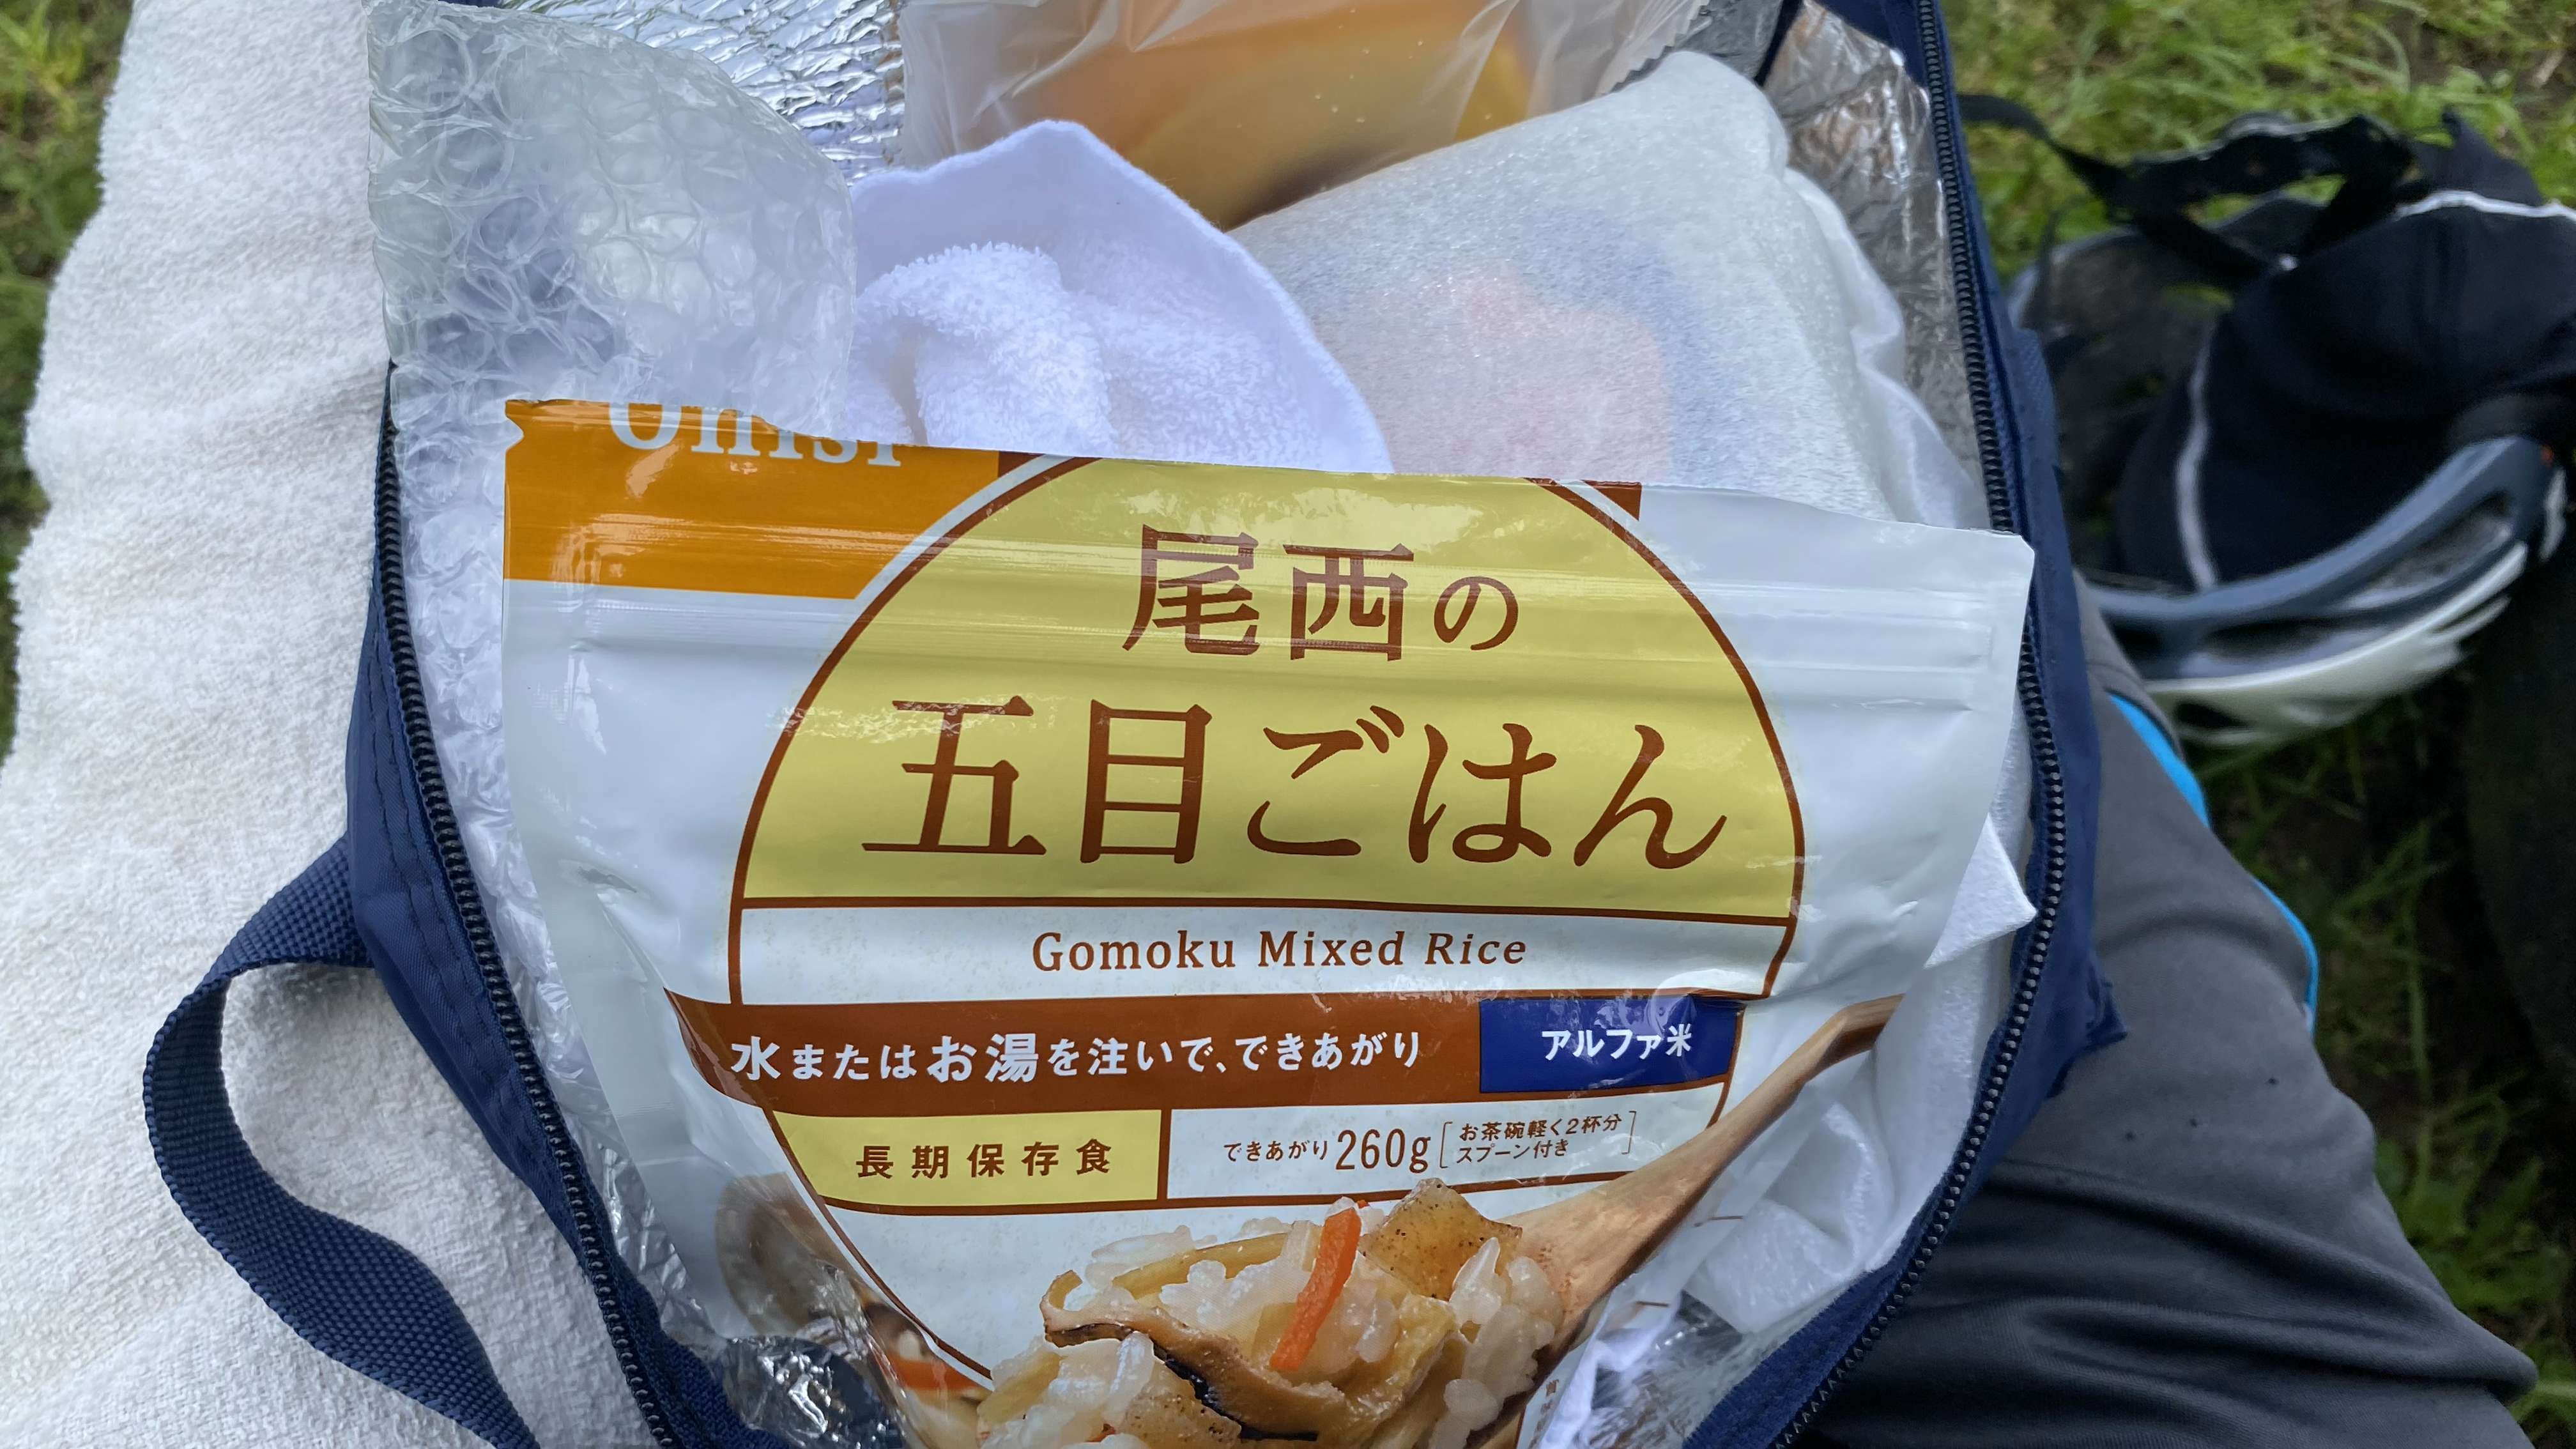 Onisi
尾西の
五目ごはん
Gomoku Mixed Rice
水またはお湯を注いで、できあがり
アルファ米
長期保存食
できあがり260g
お茶碗軽く2杯分
スプーン付き